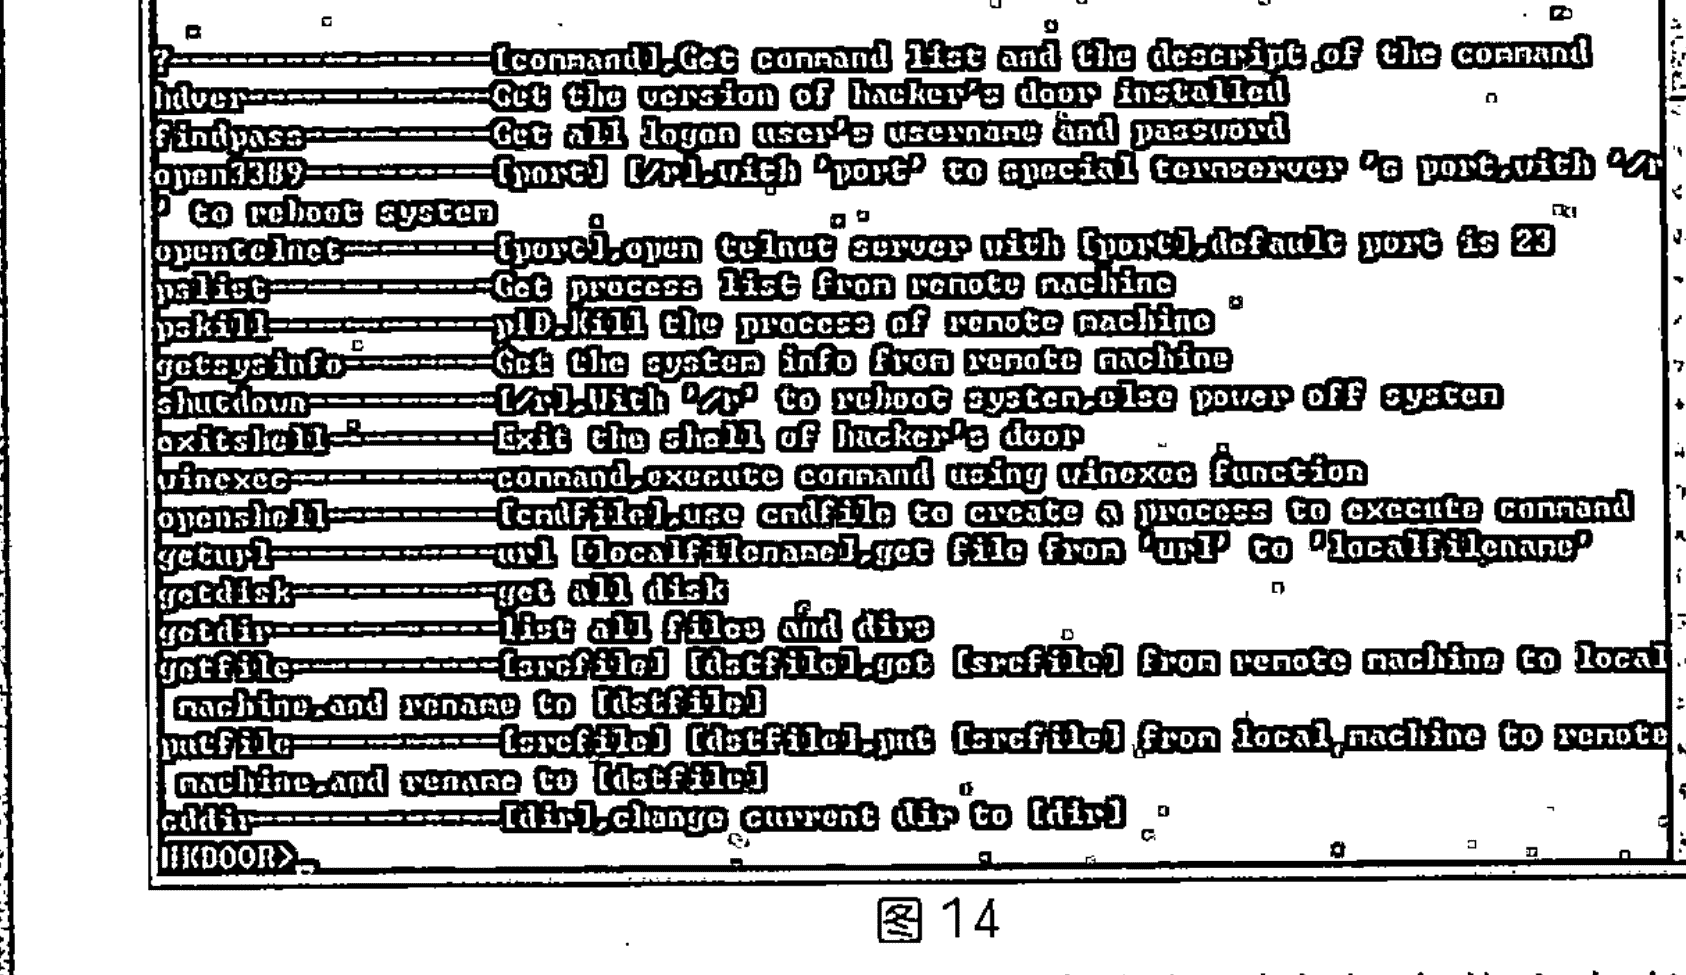 ?--------------[command],Get command list and the descript of the command
hdver----------Get the version of hacker's door installed
findpass--------Get all logon user's username and password
open3389--------[port] [/r],with 'port' to special termserver 's port,with '/r
' to reboot system
opentelnet------[port],open telnet server with [port],default port is 23
pslist----------Get process list from remote machine
pskill----------pID,Kill the process of remote machine
getsysinfo------Get the system info from remote machine
shutdown--------[/r],With '/r' to reboot system,else power off system
exitshell-------Exit the shell of hacker's door
winexec---------command,execute command using winexec function
openshell-------[cmdfile],use cmdfile to create a process to execute command
geturl----------url [localfilename],get file from 'url' to 'localfilename'
getdisk---------get all disk
getdir----------list all files and dirs
getfile---------[srcfile] [dstfile],get [srcfile] from remote machine to local
machine,and rename to [dstfile]
putfile---------[srcfile] [dstfile],put [srcfile] from local machine to remote
machine,and rename to [dstfile]
cddir-----------[dir],change current dir to [dir]
HKDOOR>_
图 14